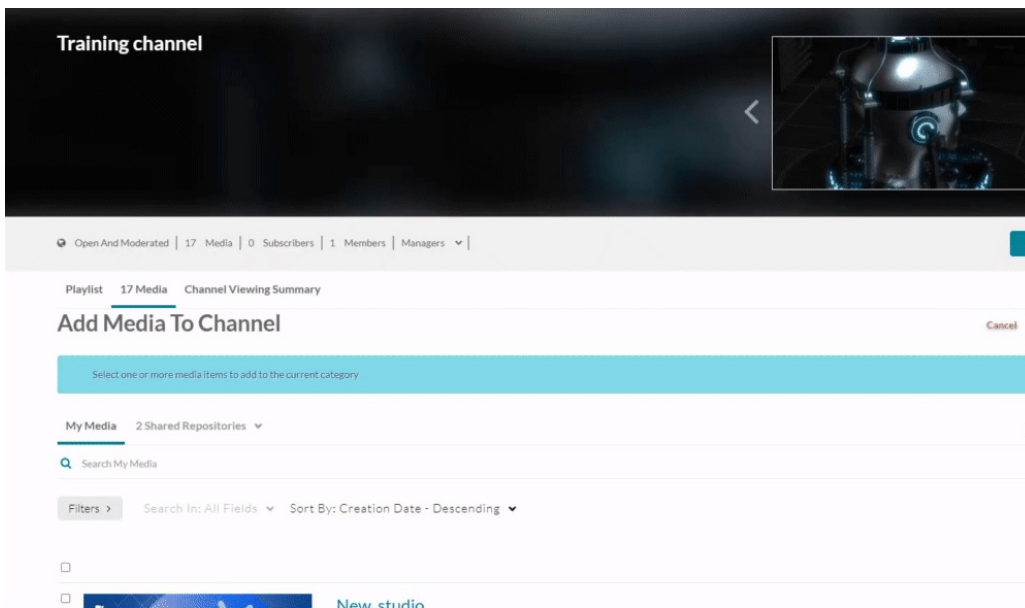 Training channel
Open And Moderated | 17 Media | 0 Subscribers | 1 Members | Managers |
Playlist 17 Media Channel Viewing Summary
Add Media To Channel
Cancel
Select one or more media items to add to the current category
My Media 2 Shared Repositories
Search My Media
Filters > Search In: All Fields Sort By: Creation Date - Descending
New studio